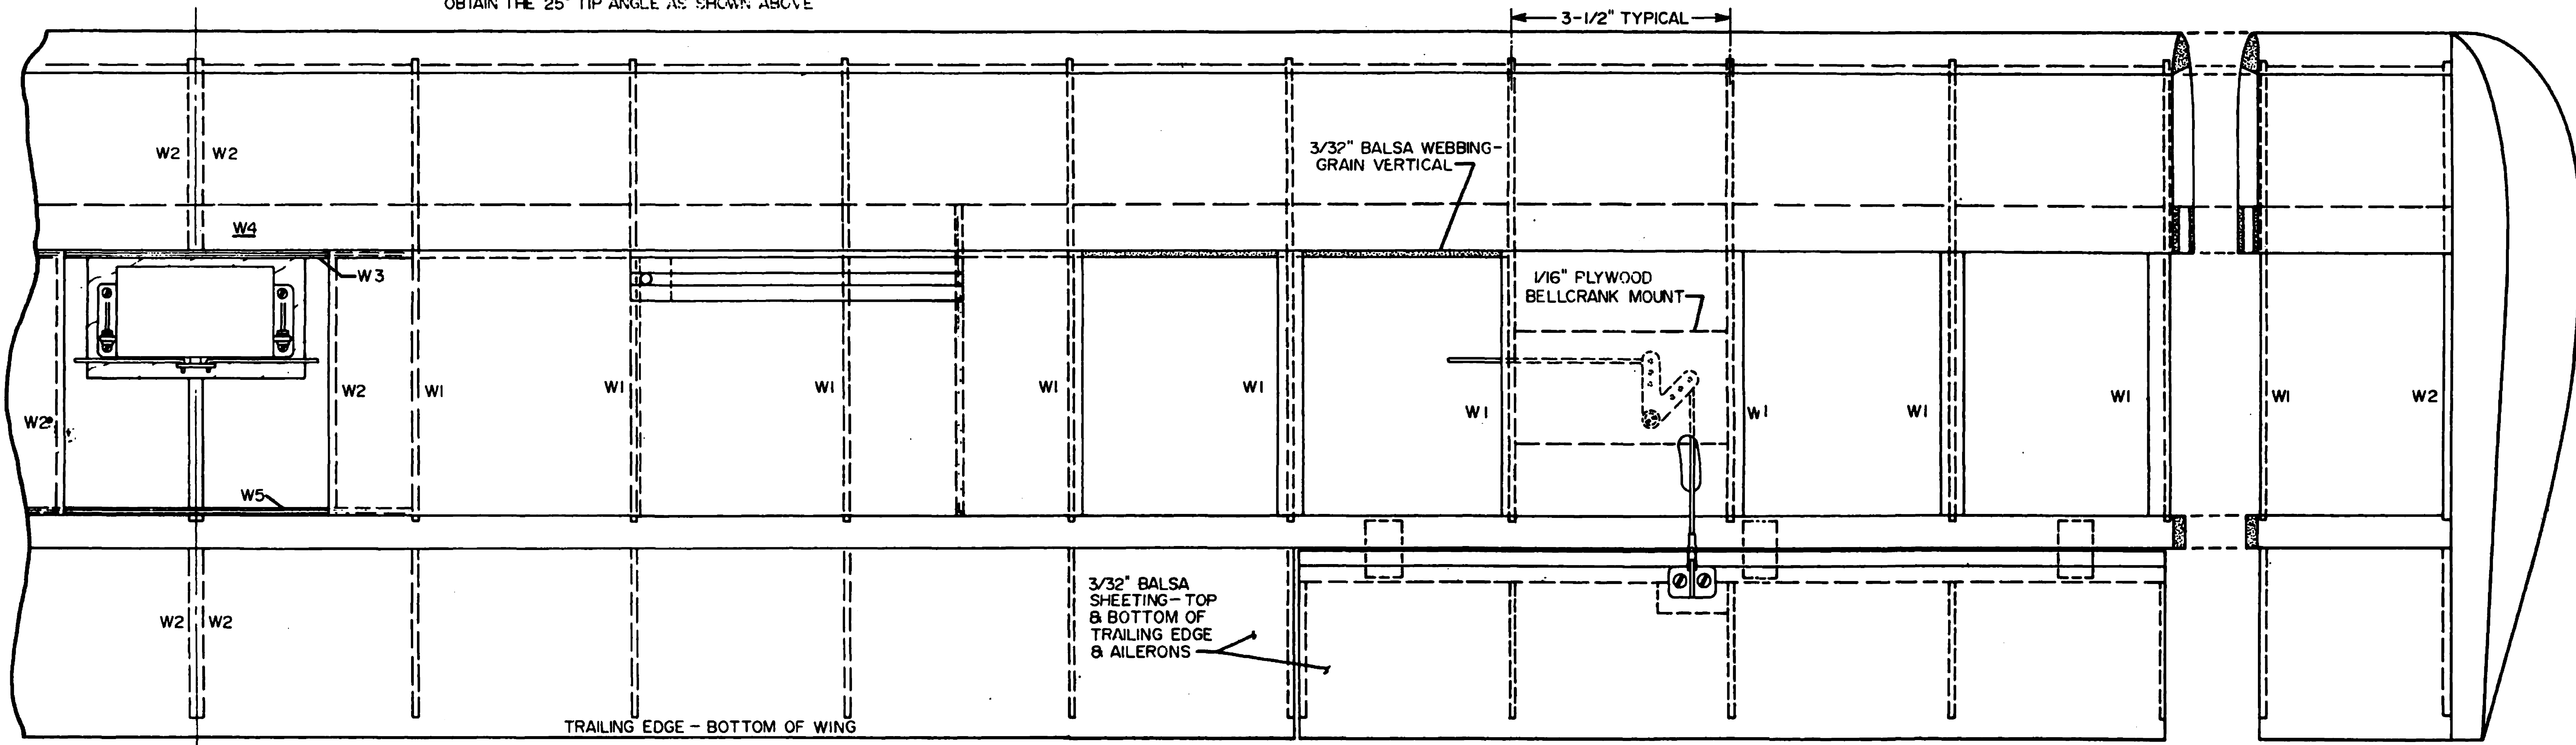 OBTAIN THE 25° TIP ANGLE AS SHOWN ABOVE
3-1/2" TYPICAL
W2 W2
3/32" BALSA WEBBING-
GRAIN VERTICAL
W4
W3
1/16" PLYWOOD
BELLCRANK MOUNT
W2
W2
W1
W1
W1
W1
W1
W1
W1
W1
W1
W1
W2
W5
3/32" BALSA
SHEETING-TOP
& BOTTOM OF
TRAILING EDGE
& AILERONS
W2 W2
TRAILING EDGE - BOTTOM OF WING